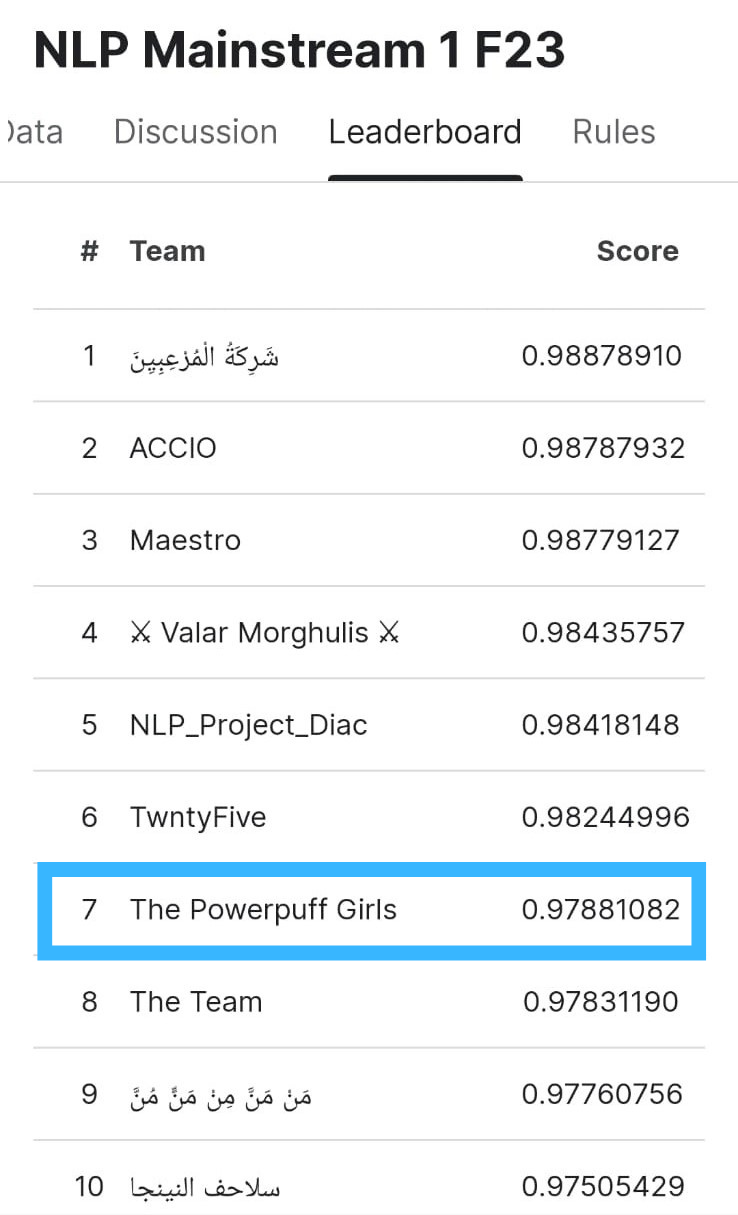 NLP Mainstream 1 F23
Data Discussion Leaderboard Rules
# Team Score
1 شَرِكَةُ الْمُرْعِبِينَ 0.98878910
2 ACCIO 0.98787932
3 Maestro 0.98779127
4 ⚔ Valar Morghulis ⚔ 0.98435757
5 NLP_Project_Diac 0.98418148
6 TwntyFive 0.98244996
7 The Powerpuff Girls 0.97881082
8 The Team 0.97831190
9 مَنْ مَنَّ مِنْ مَنٍّ مُنَّ 0.97760756
10 سلاحف النينجا 0.97505429